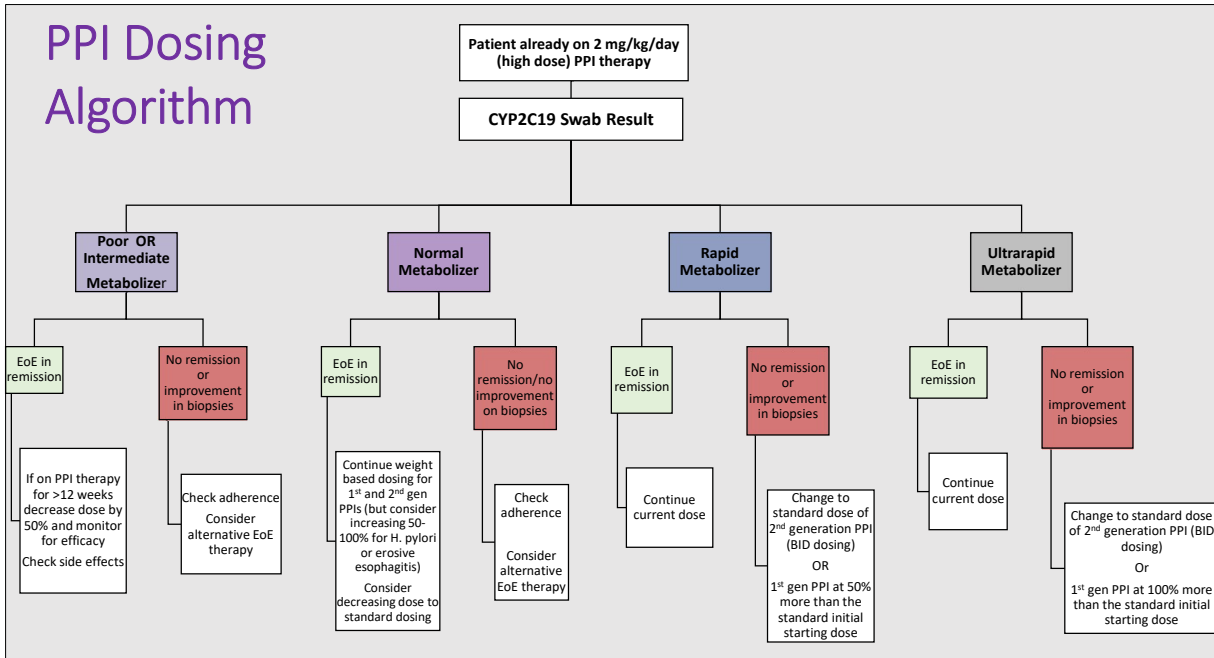 PPI Dosing
Algorithm
Patient already on 2 mg/kg/day
(high dose) PPI therapy
CYP2C19 Swab Result
Poor OR
Intermediate
Metabolizer
Normal
Metabolizer
Rapid
Metabolizer
Ultrarapid
Metabolizer
EoE in
remission
No remission
or
improvement
in biopsies
EoE in
remission
No
remission/no
improvement
on biopsies
EoE in
remission
No remission
or
improvement
in biopsies
EoE in
remission
No remission
or
improvement
in biopsies
If on PPI therapy
for >12 weeks
decrease dose by
50% and monitor
for efficacy
Check side effects
Check adherence
Consider
alternative EoE
therapy
Continue weight
based dosing for
1st and 2nd gen
PPIs (but consider
increasing 50-
100% for H. pylori
or erosive
esophagitis)
Consider
decreasing dose to
standard dosing
Check
adherence
Consider
alternative
EoE therapy
Continue
current dose
Change to
standard dose of
2nd generation PPI
(BID dosing)
OR
1st gen PPI at 50%
more than the
standard initial
starting dose
Continue
current dose
Change to standard dose
of 2nd generation PPI (BID
dosing)
Or
1st gen PPI at 100% more
than the standard initial
starting dose